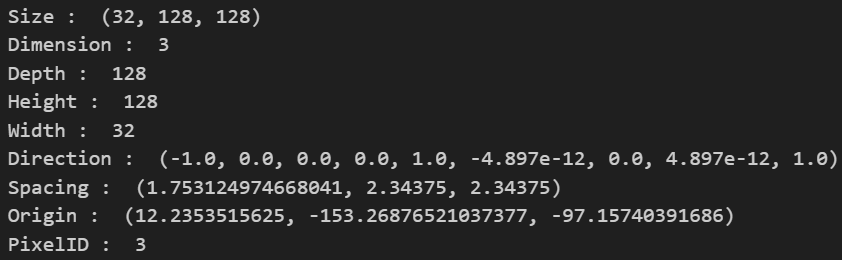 Size :  (32, 128, 128)
Dimension :  3
Depth :  128
Height :  128
Width :  32
Direction :  (-1.0, 0.0, 0.0, 0.0, 1.0, -4.897e-12, 0.0, 4.897e-12, 1.0)
Spacing :  (1.753124974668041, 2.34375, 2.34375)
Origin :  (12.2353515625, -153.26876521037377, -97.15740391686)
PixelID :  3